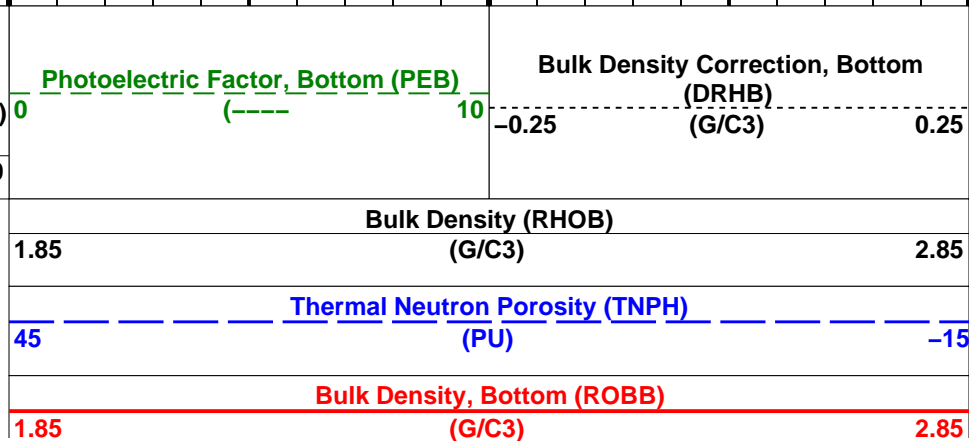 Photoelectric Factor, Bottom (PEB)
0 (–––– 10
Bulk Density Correction, Bottom
(DRHB)
–0.25 (G/C3) 0.25
)
Bulk Density (RHOB)
1.85 (G/C3) 2.85
Thermal Neutron Porosity (TNPH)
45 (PU) –15
Bulk Density, Bottom (ROBB)
1.85 (G/C3) 2.85